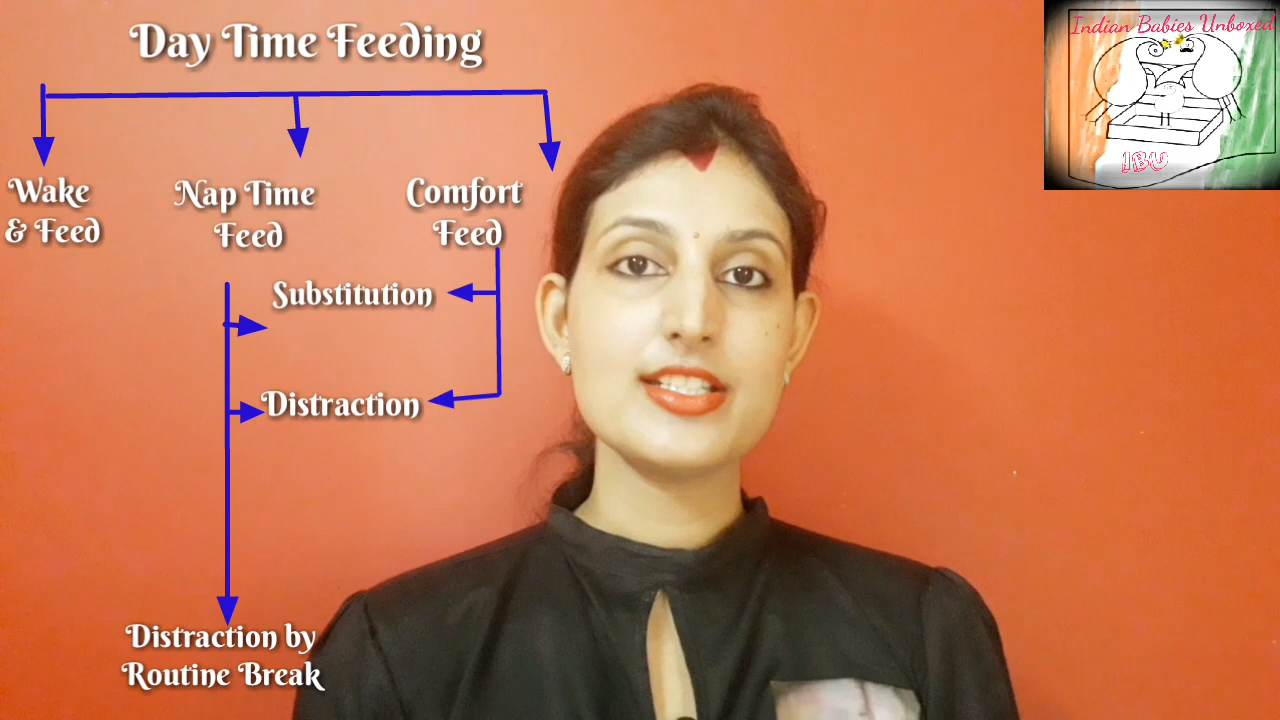 Day Time Feeding
Indian Babies Unboxed
IBU
Wake
& Feed
Nap Time
Feed
Comfort
Feed
Substitution
Distraction
Distraction by
Routine Break